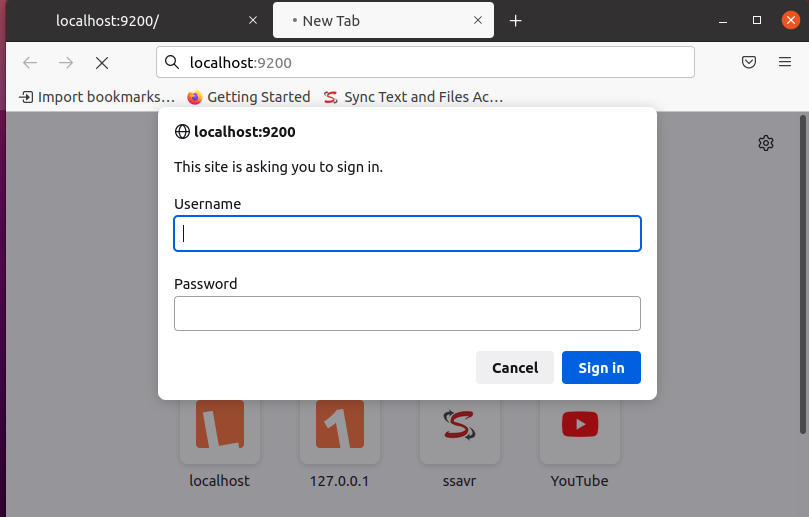 localhost:9200/
New Tab
localhost:9200
Import bookmarks…
Getting Started
Sync Text and Files Ac…
localhost:9200
This site is asking you to sign in.
Username
Password
Cancel
Sign in
localhost
127.0.0.1
ssavr
YouTube